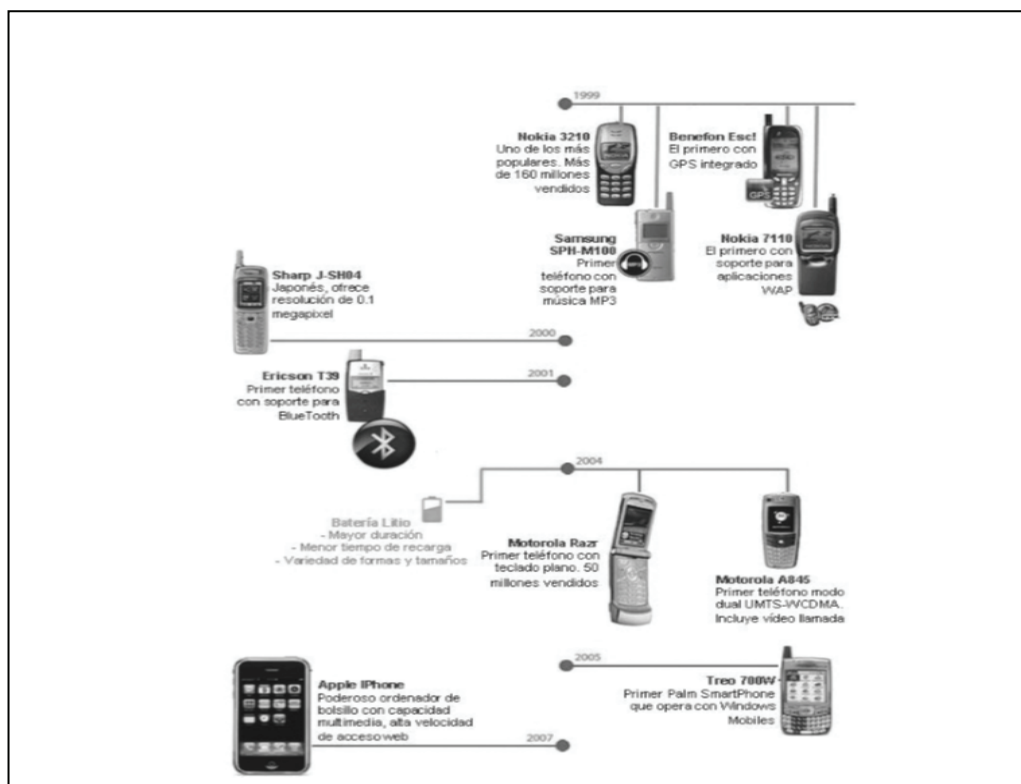 1999
Nokia 3210
Uno de los más
populares. Más
de 160 millones
vendidos
Benefon Esc!
El primero con
GPS integrado
GPS
Samsung
SPH-M100
Primer
teléfono con
soporte para
música MP3
MP3
Nokia 7110
El primero con
soporte para
aplicaciones
WAP
Sharp J-SH04
Japonés, ofrece
resolución de 0.1
megapixel
2000
2001
Ericson T39
Primer teléfono
con soporte para
BlueTooth
2004
Batería Litio
- Mayor duración
- Menor tiempo de recarga
- Variedad de formas y tamaños
Motorola Razr
Primer teléfono con
teclado plano. 50
millones vendidos
Motorola A845
Primer teléfono modo
dual UMTS-WCDMA.
Incluye vídeo llamada
2005
Treo 700W
Primer Palm SmartPhone
que opera con Windows
Mobiles
Apple IPhone
Poderoso ordenador de
bolsillo con capacidad
multimedia, alta velocidad
de acceso web
2007